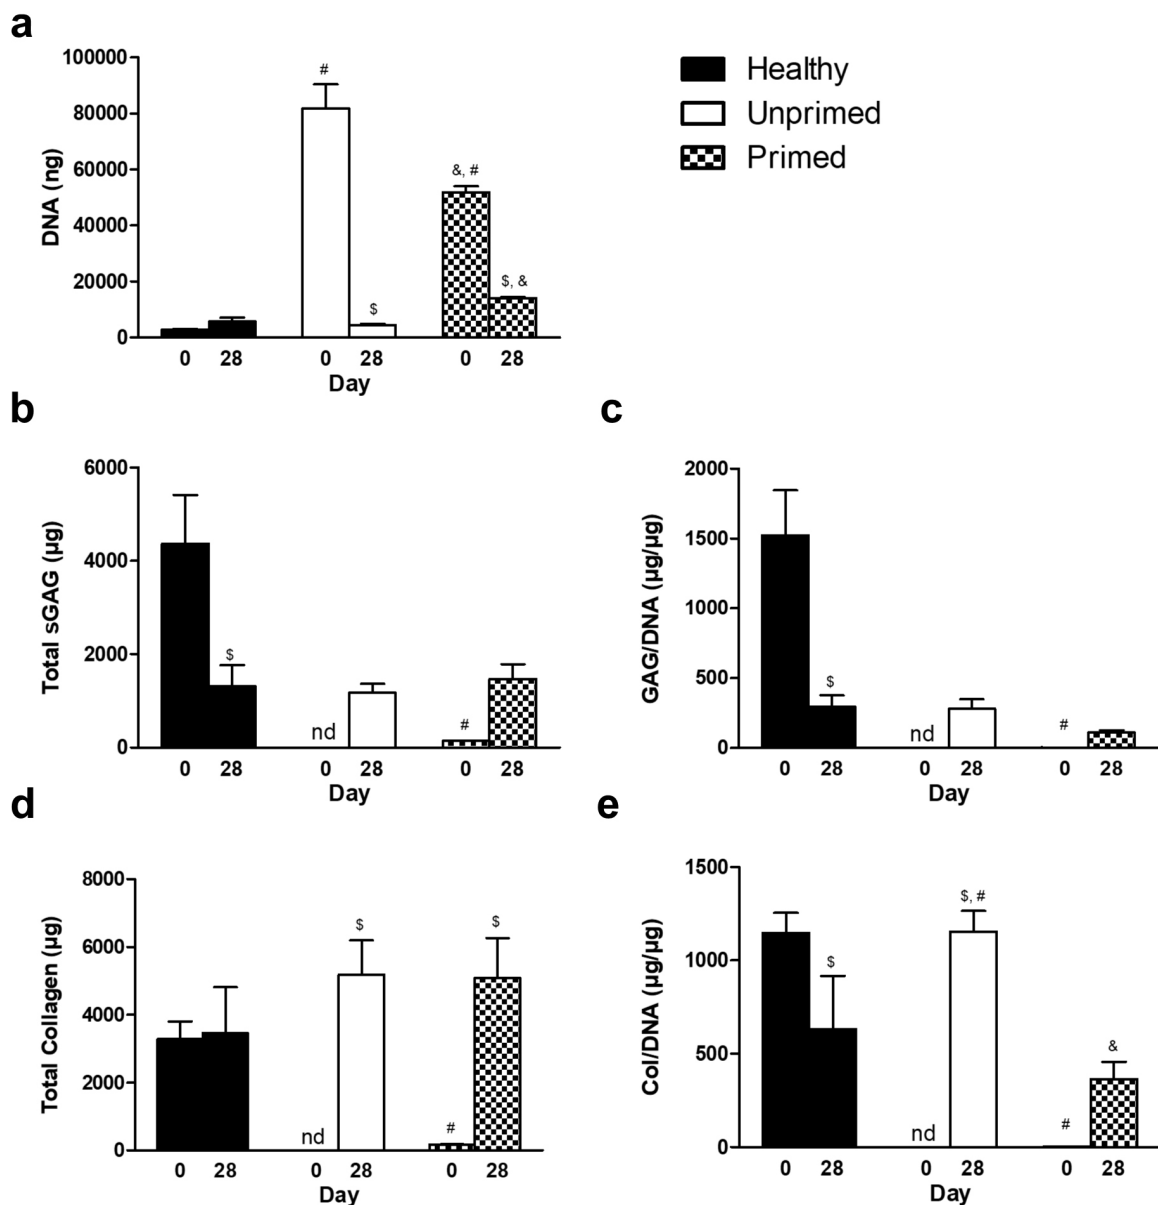 a
DNA (ng)
100000
80000
60000
40000
20000
0
#
$
&, #
$, &
0 28 0 28 0 28
Day
Healthy
Unprimed
Primed
b
Total sGAG (µg)
6000
4000
2000
0
$
nd
#
0 28 0 28 0 28
Day
c
GAG/DNA (µg/µg)
2000
1500
1000
500
0
$
nd
#
0 28 0 28 0 28
Day
d
Total Collagen (µg)
8000
6000
4000
2000
0
nd
$
#
$
0 28 0 28 0 28
Day
e
Col/DNA (µg/µg)
1500
1000
500
0
$
nd
$, #
#
&
0 28 0 28 0 28
Day